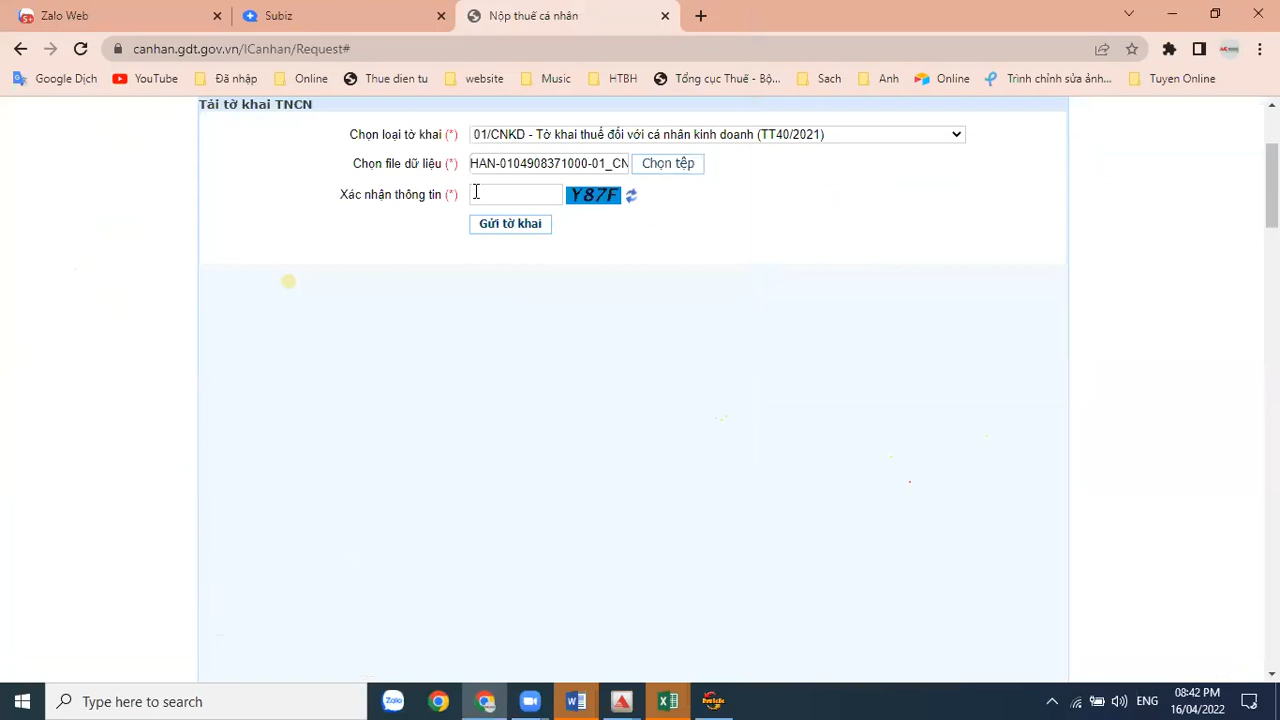 Zalo Web
Subiz
Nộp thuế cá nhân
canhan.gdt.gov.vn/ICanhan/Request#
Google Dịch YouTube Đã nhập Online Thue dien tu website Music HTBH Tổng cục Thuế - Bộ... Sach Anh Online Trình chỉnh sửa ảnh... Tuyen Online
Tải tờ khai TNCN
Chọn loại tờ khai (*) 01/CNKD - Tờ khai thuế đối với cá nhân kinh doanh (TT40/2021)
Chọn file dữ liệu (*) HAN-0104908371000-01_CN Chọn tệp
Xác nhận thông tin (*) Y87F
Gửi tờ khai
Type here to search
Zalo
ENG
08:42 PM
16/04/2022